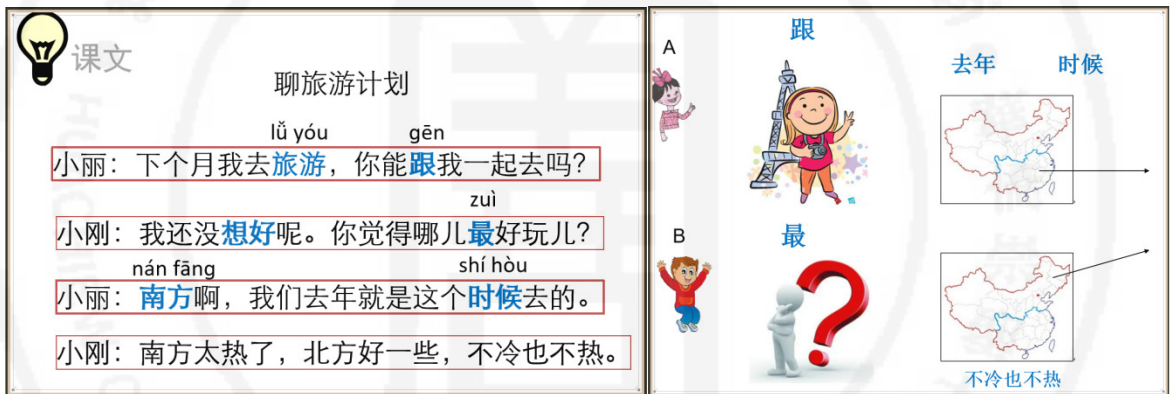 课文
聊旅游计划
lǚ yóu gēn
小丽：下个月我去旅游，你能跟我一起去吗？
zuì
小刚：我还没想好呢。你觉得哪儿最好玩儿？
nán fāng shí hòu
小丽：南方啊，我们去年就是这个时候去的。
小刚：南方太热了，北方好一些，不冷也不热。
A
跟
去年 时候
B
最
不冷也不热